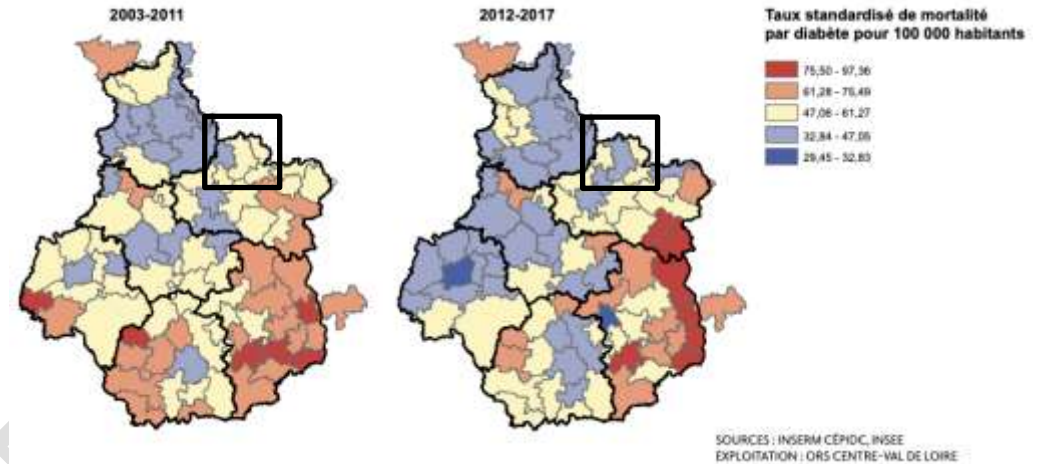 2003-2011
2012-2017
Taux standardisé de mortalité
par diabète pour 100 000 habitants
75,50 - 97,36
61,28 - 75,49
47,06 - 61,27
32,84 - 47,05
29,45 - 32,83
SOURCES : INSERM CÉPIDC, INSEE
EXPLOITATION : ORS CENTRE-VAL DE LOIRE